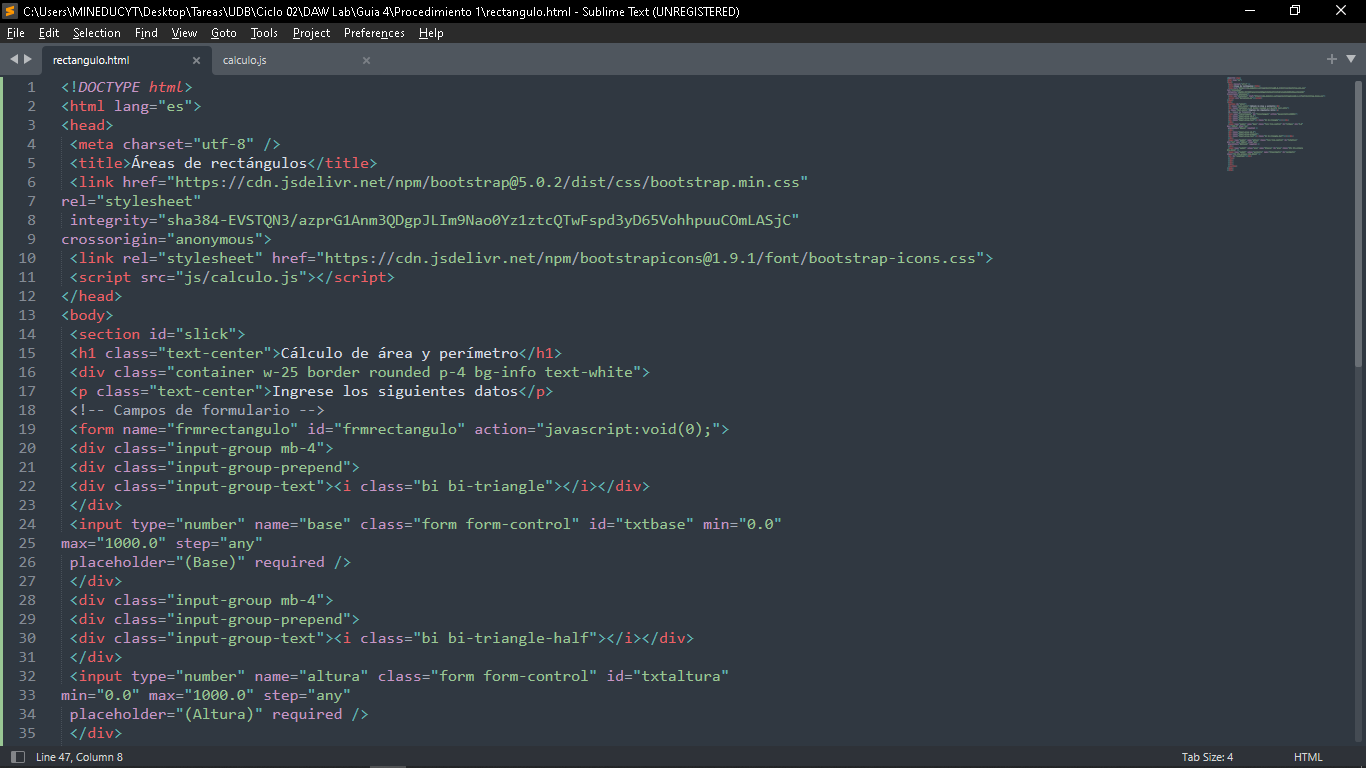 C:\Users\MINEDUCYT\Desktop\Tareas\UDB\Ciclo 02\DAW Lab\Guia 4\Procedimiento 1\rectangulo.html - Sublime Text (UNREGISTERED)
File Edit Selection Find View Goto Tools Project Preferences Help
rectangulo.html calculo.js
1 <!DOCTYPE html>
2 <html lang="es">
3 <head>
4 <meta charset="utf-8" />
5 <title>Áreas de rectángulos</title>
6 <link href="https://cdn.jsdelivr.net/npm/bootstrap@5.0.2/dist/css/bootstrap.min.css"
7 rel="stylesheet"
8 integrity="sha384-EVSTQN3/azprG1Anm3QDgpJLIm9Nao0Yz1ztcQTwFspd3yD65VohhpuuCOmLASjC"
9 crossorigin="anonymous">
10 <link rel="stylesheet" href="https://cdn.jsdelivr.net/npm/bootstrapicons@1.9.1/font/bootstrap-icons.css">
11 <script src="js/calculo.js"></script>
12 </head>
13 <body>
14 <section id="slick">
15 <h1 class="text-center">Cálculo de área y perímetro</h1>
16 <div class="container w-25 border rounded p-4 bg-info text-white">
17 <p class="text-center">Ingrese los siguientes datos</p>
18 <!-- Campos de formulario -->
19 <form name="frmrectangulo" id="frmrectangulo" action="javascript:void(0);">
20 <div class="input-group mb-4">
21 <div class="input-group-prepend">
22 <div class="input-group-text"><i class="bi bi-triangle"></i></div>
23 </div>
24 <input type="number" name="base" class="form form-control" id="txtbase" min="0.0"
25 max="1000.0" step="any"
26 placeholder="(Base)" required />
27 </div>
28 <div class="input-group mb-4">
29 <div class="input-group-prepend">
30 <div class="input-group-text"><i class="bi bi-triangle-half"></i></div>
31 </div>
32 <input type="number" name="altura" class="form form-control" id="txtaltura"
33 min="0.0" max="1000.0" step="any"
34 placeholder="(Altura)" required />
35 </div>
Line 47, Column 8 Tab Size: 4 HTML